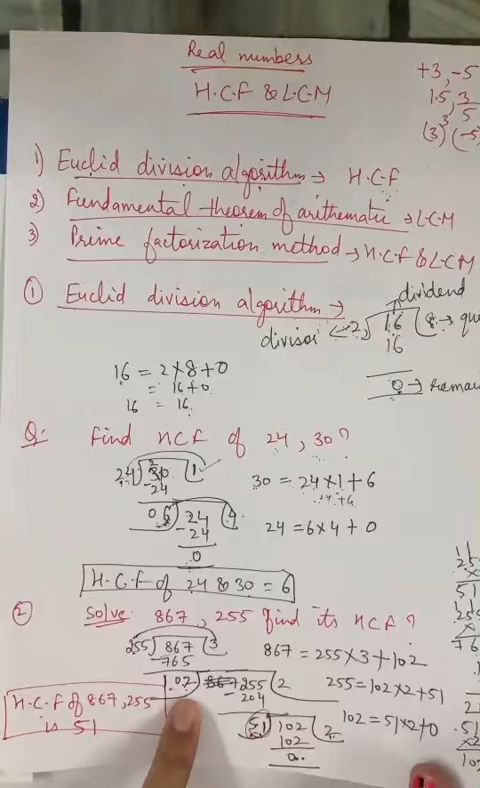 Real numbers
H.C.F & L.C.M
+3, -5
1.5, 3/5
1) Euclid division algorithm → H.C.F
2) Fundamental theorem of arithematic → L.C.M
3) Prime factorization method → H.C.F & L.C.M
① Euclid division algorithm →
dividend
divisor ← 2) 16 ( 8 →
16
0 →
16 = 2 × 8 + 0
= 16 + 0
16 = 16
Q: Find HCF of 24, 30?
24) 30 ( 1
-24
30 = 24 × 1 + 6
24 + 6
06) 24 ( 4
-24
0
24 = 6 × 4 + 0
H.C.F of 24 & 30 = 6
② Solve 867, 255 find its HCF?
255) 867 ( 3
-765
867 = 255 × 3 + 102
102) 255 ( 2
-204
255 = 102 × 2 + 51
51) 102 ( 2
102
0
102 = 51 × 2 + 0
H.C.F of 867, 255
is 51